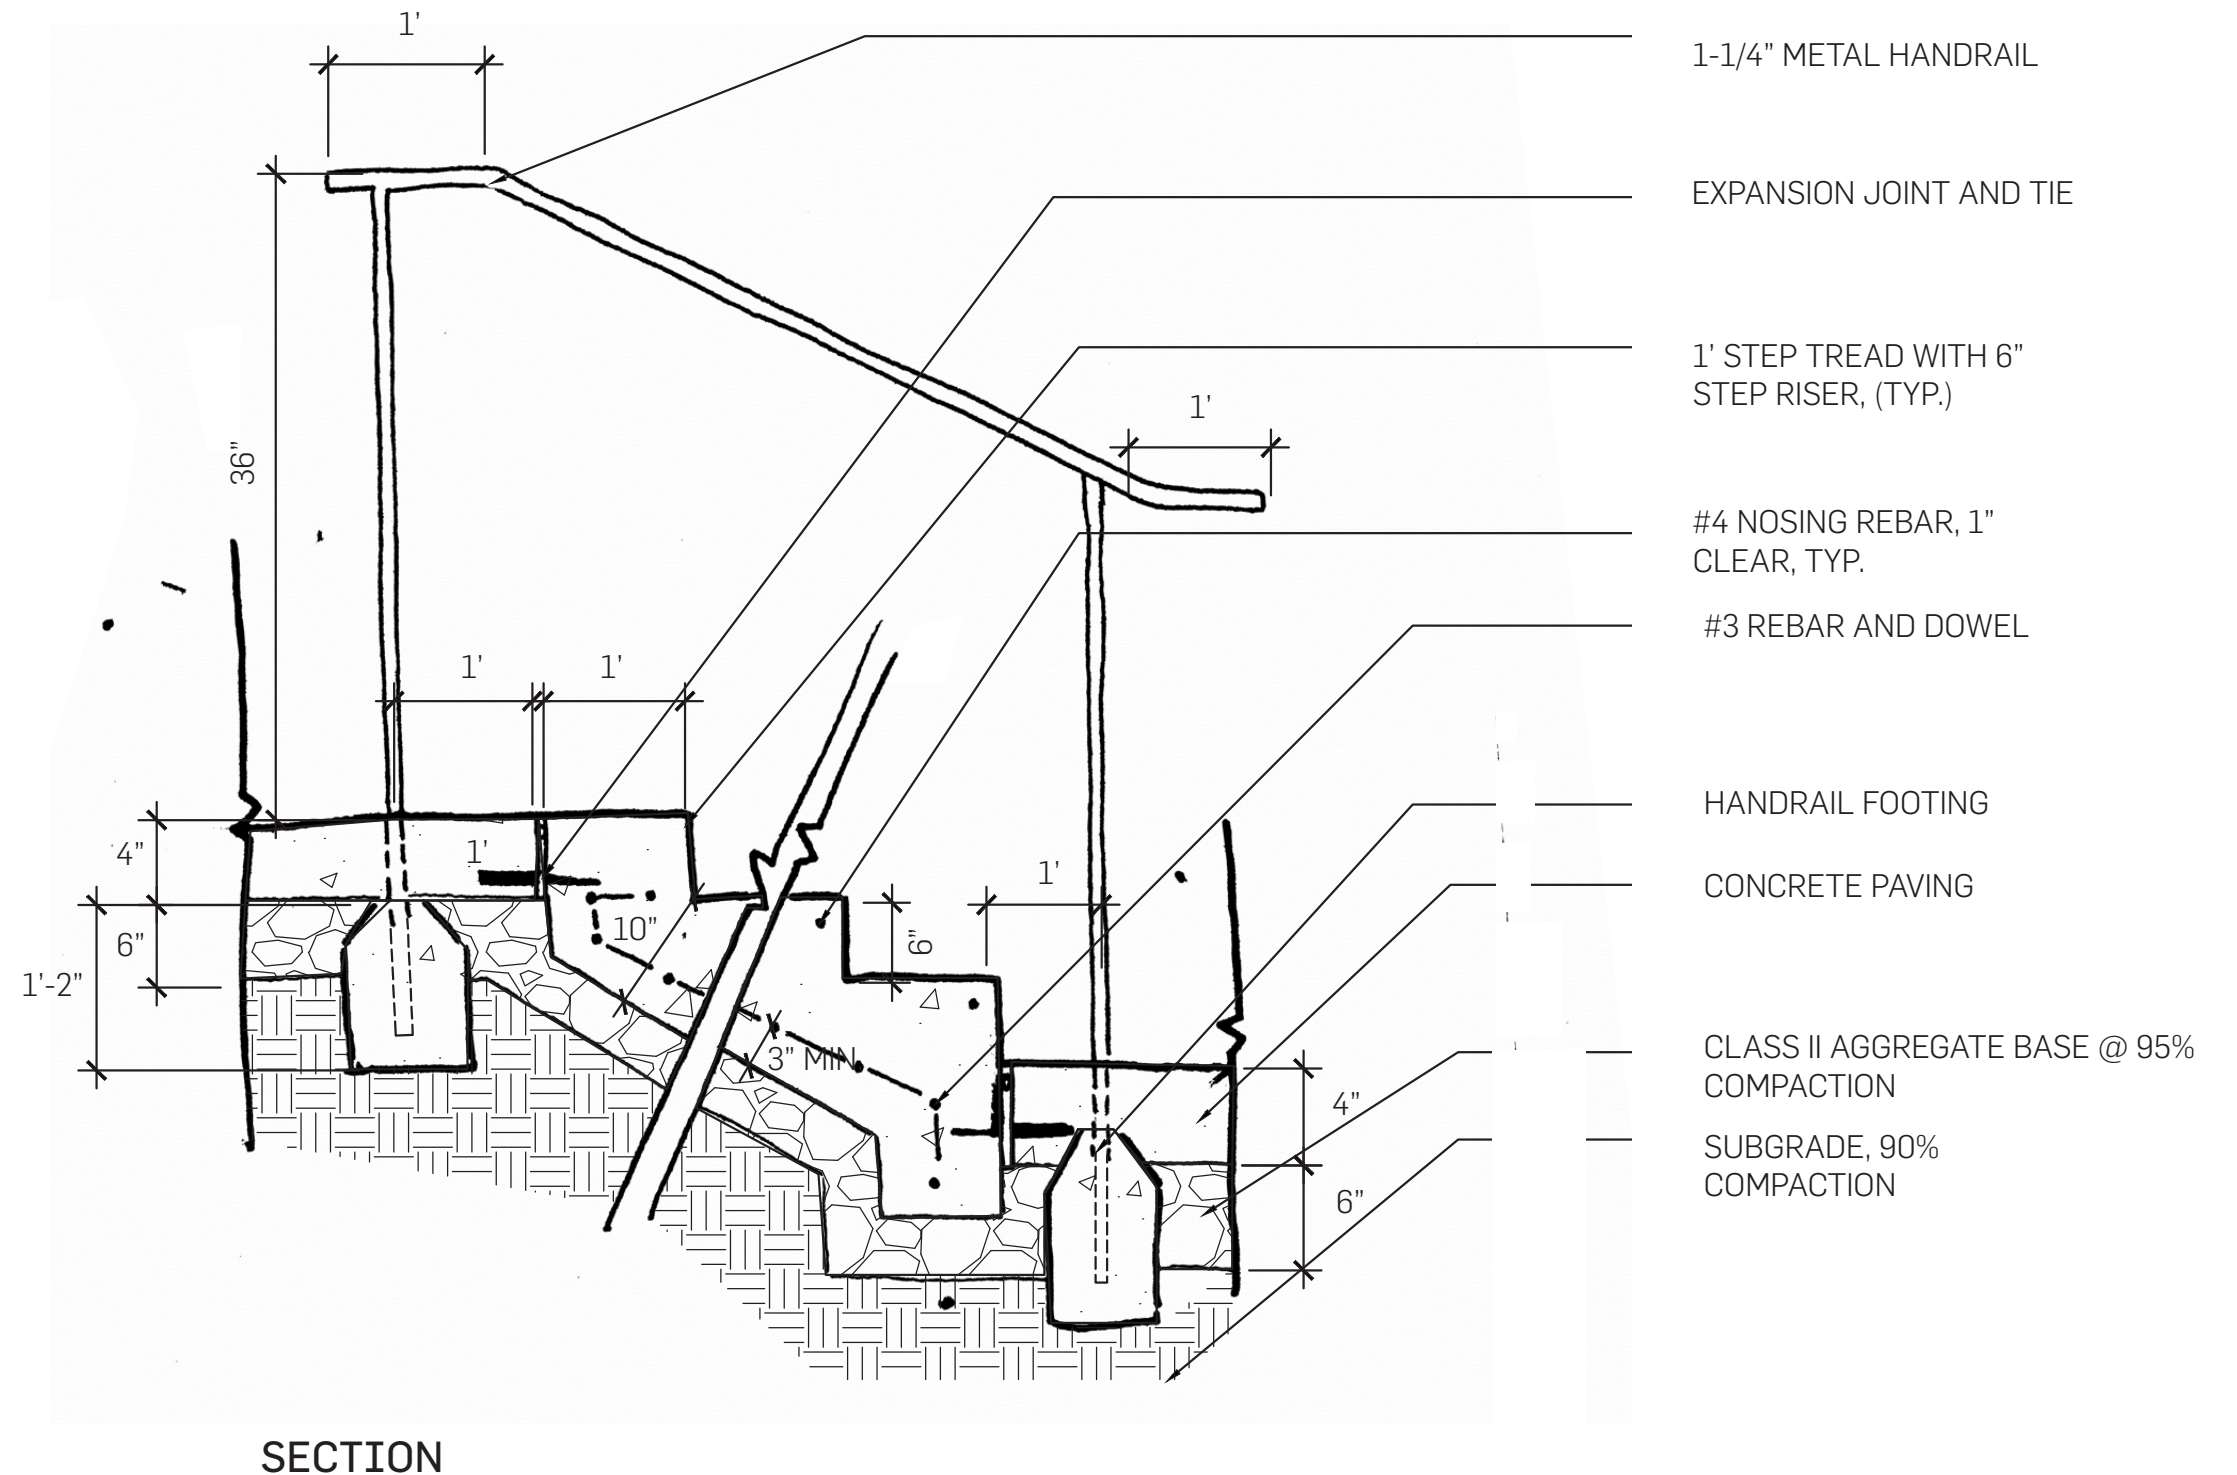 1’
1-1/4” METAL HANDRAIL
EXPANSION JOINT AND TIE
1’ STEP TREAD WITH 6”
STEP RISER, (TYP.)
1’
36”
#4 NOSING REBAR, 1”
CLEAR, TYP.
#3 REBAR AND DOWEL
1’
1’
HANDRAIL FOOTING
4”
1’
1’
CONCRETE PAVING
10”
6”
6”
1’-2”
3” MIN
CLASS II AGGREGATE BASE @ 95%
COMPACTION
4”
SUBGRADE, 90%
COMPACTION
6”
SECTION